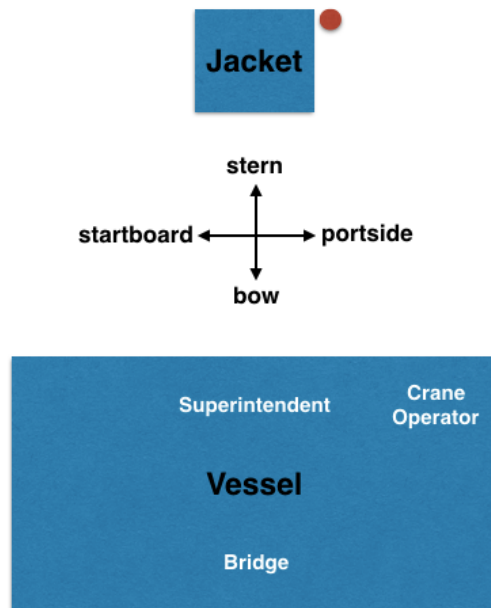 Jacket
stern
startboard
portside
bow
Superintendent
Crane
Operator
Vessel
Bridge